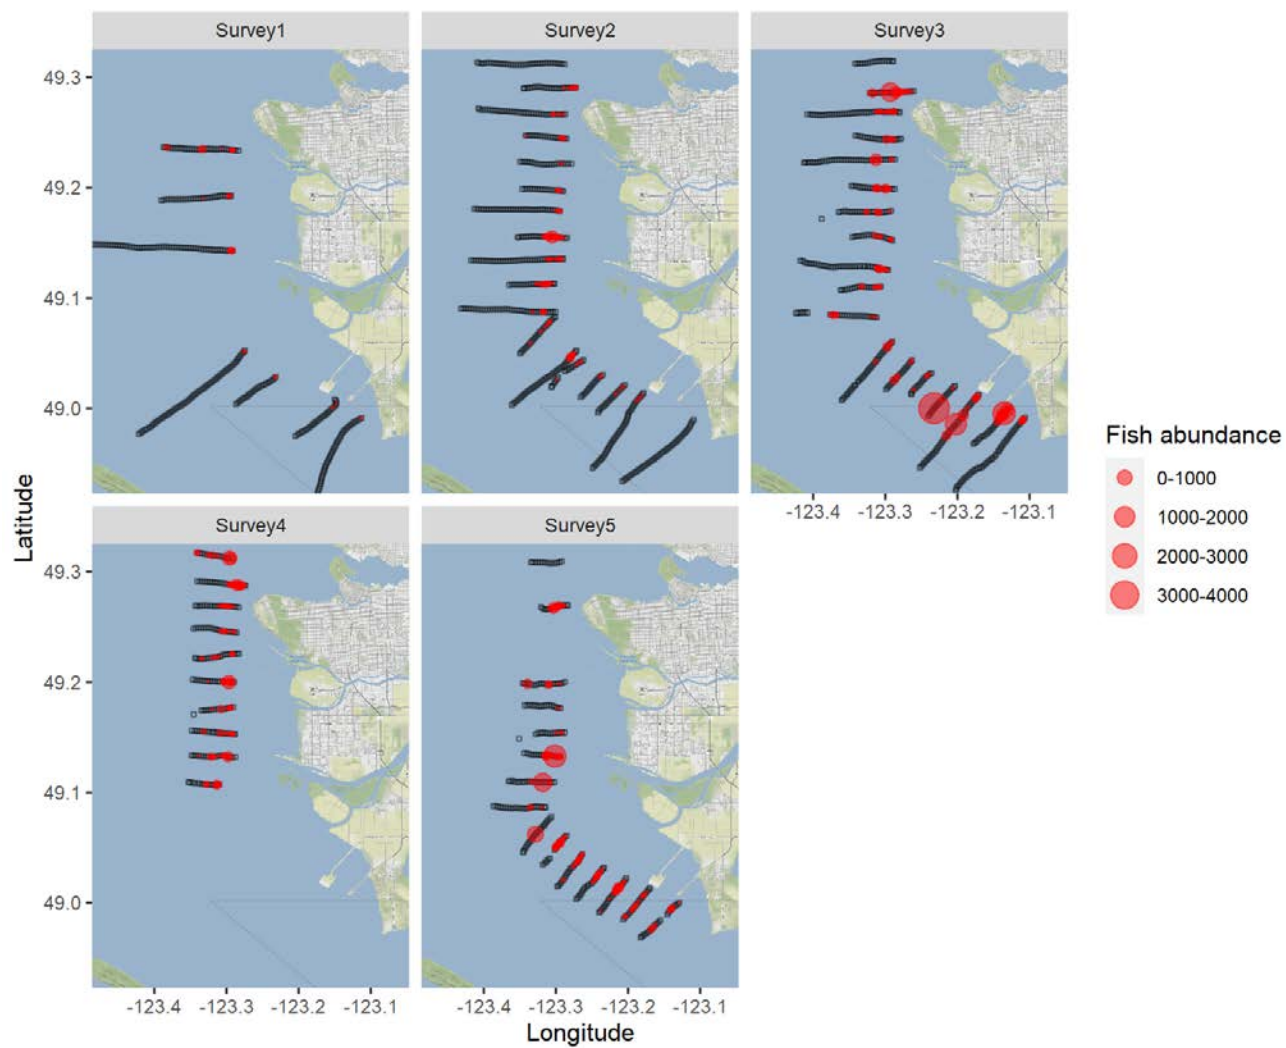 Survey1 Survey2 Survey3
49.3
49.2
49.1
49.0
-123.4 -123.3 -123.2 -123.1
Latitude
Survey4 Survey5
49.3
49.2
49.1
49.0
-123.4 -123.3 -123.2 -123.1 -123.4 -123.3 -123.2 -123.1
Longitude
Fish abundance
0-1000
1000-2000
2000-3000
3000-4000